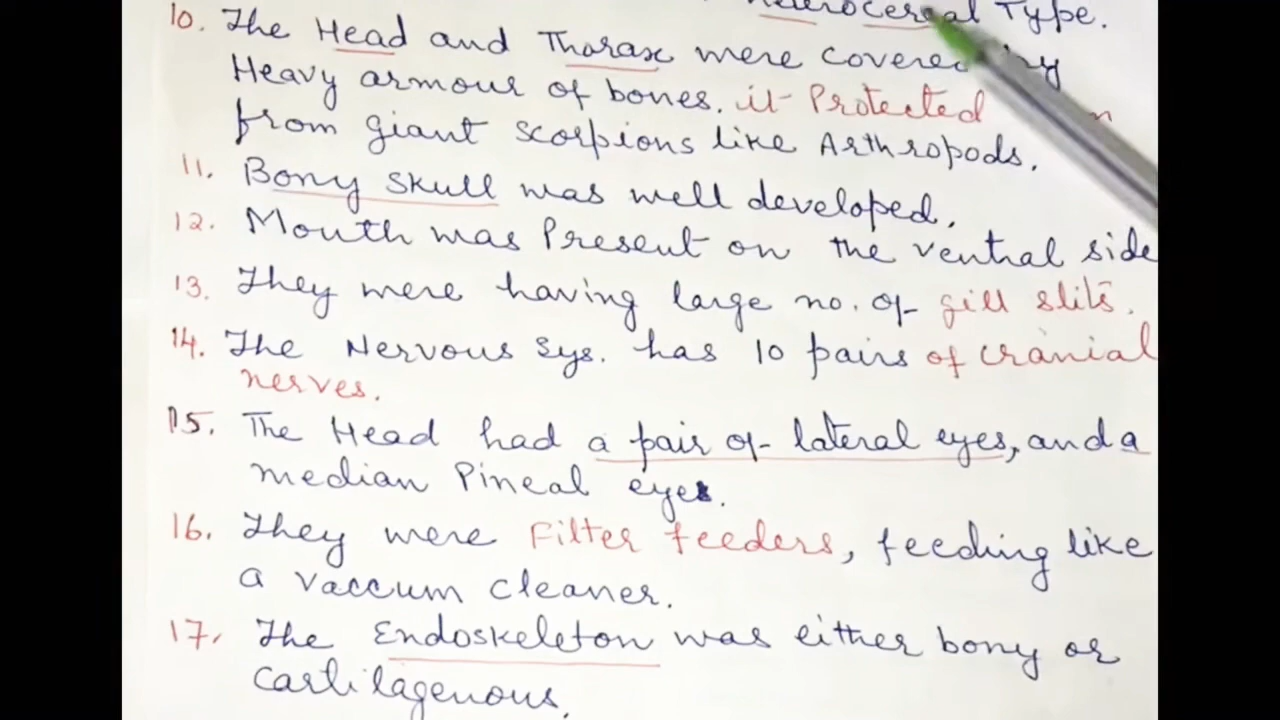 Heterocercal Type.
10. The Head and Thorax were covered by
Heavy armour of bones. it Protected
from giant scorpions like Arthropods.
11. Bony skull was well developed.
12. Mouth was Present on the ventral side
13. They were having large no. of gill slits.
14. The Nervous Sys. has 10 pairs of cranial
nerves.
15. The Head had a pair of lateral eyes, and a
median Pineal eye.
16. They were Filter feeders, feeding like
a vaccum cleaner.
17. The Endoskeleton was either bony or
cartilagenous.